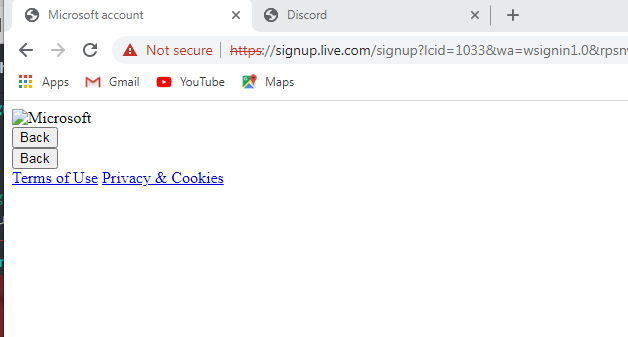 Microsoft account
Discord
Not secure https://signup.live.com/signup?lcid=1033&wa=wsignin1.0&rpsn
Apps Gmail YouTube Maps
Microsoft
Back
Back
Terms of Use Privacy & Cookies